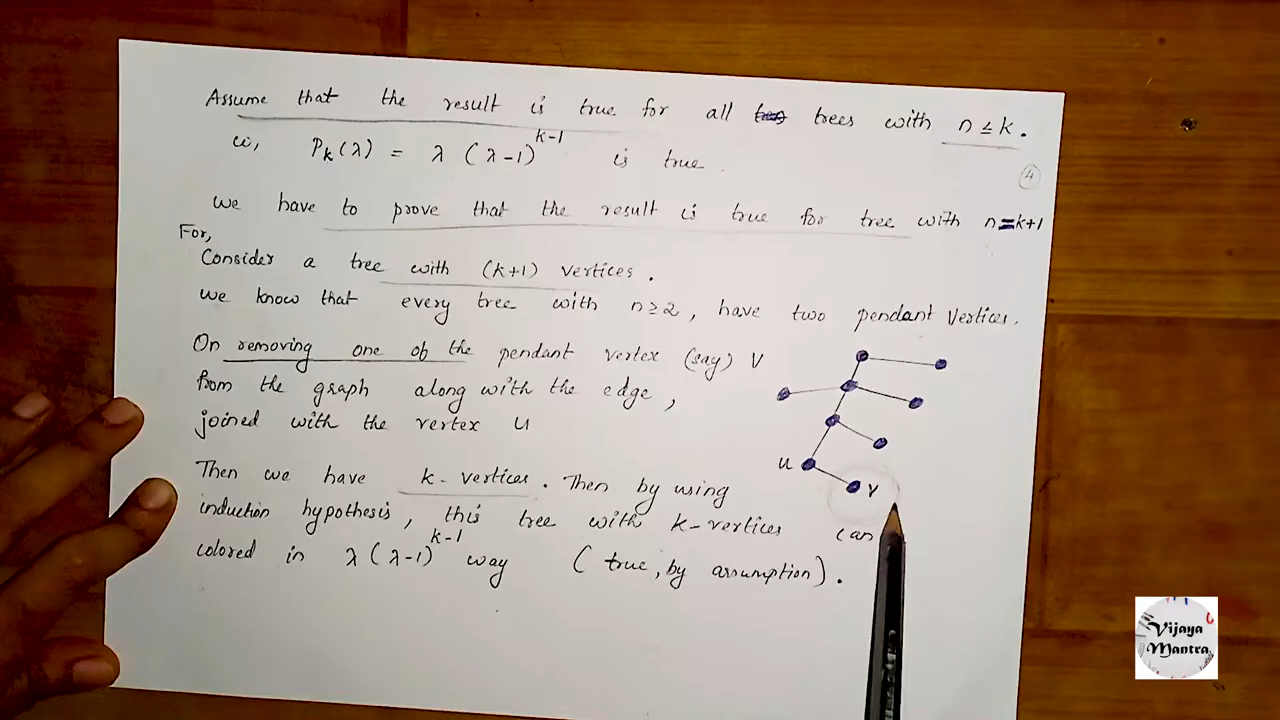 Assume that the result is true for all trees with n ≤ k.
ie, Pk(λ) = λ (λ-1)^k-1 is true.
4
We have to prove that the result is true for tree with n=k+1
For,
Consider a tree with (k+1) vertices.
We know that every tree with n≥2, have two pendant vertices.
On removing one of the pendant vertex (say) V
from the graph along with the edge,
joined with the vertex U
U
V
Then we have k-vertices. Then by using
induction hypothesis, this tree with k-vertices can
colored in λ(λ-1)^k-1 way (true, by assumption).
Vijaya
Mantra